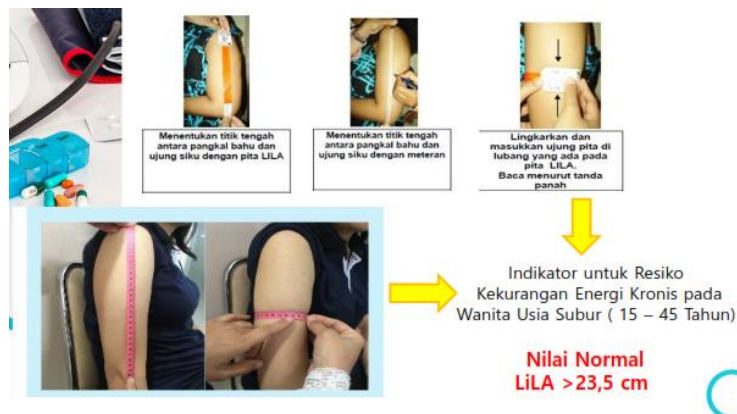 Menentukan titik tengah
antara pangkal bahu dan
ujung siku dengan pita LILA
Menentukan titik tengah
antara pangkal bahu dan
ujung siku dengan meteran
Lingkarkan dan
masukkan ujung pita di
lubang yang ada pada
pita LILA.
Baca menurut tanda
panah
Indikator untuk Resiko
Kekurangan Energi Kronis pada
Wanita Usia Subur ( 15 – 45 Tahun)
Nilai Normal
LiLA >23,5 cm